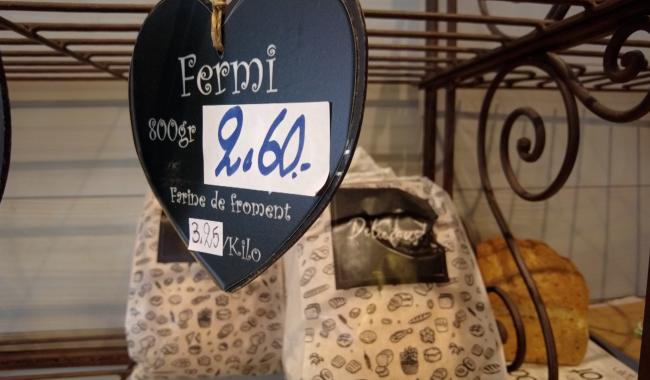 Fermi
800gr
2.60.-
Farine de froment
3,25/Kilo